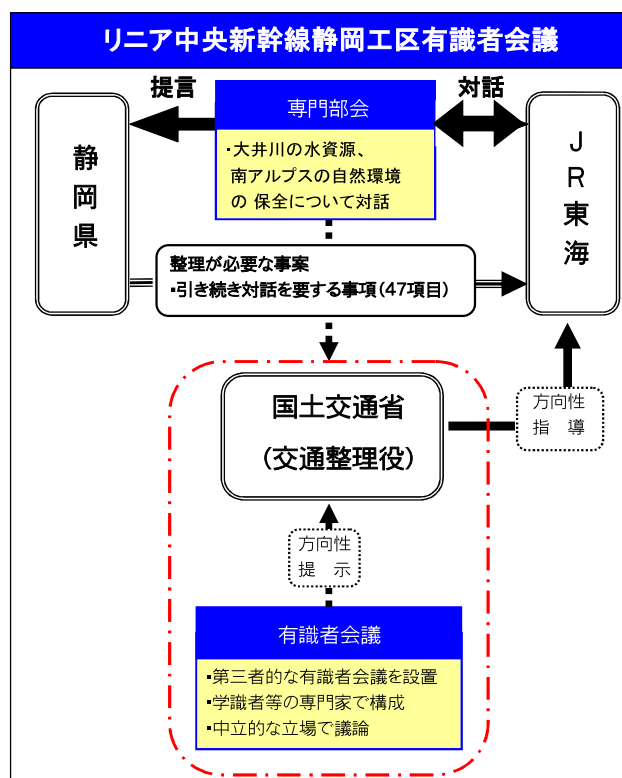 リニア中央新幹線静岡工区有識者会議
提言
専門部会
対話
静岡県
・大井川の水資源、
南アルプスの自然環境
の 保全について対話
JR東海
整理が必要な事案
・引き続き対話を要する事項(47項目)
国土交通省
(交通整理役)
方向性
指 導
方向性
提 示
有識者会議
・第三者的な有識者会議を設置
・学識者等の専門家で構成
・中立的な立場で議論